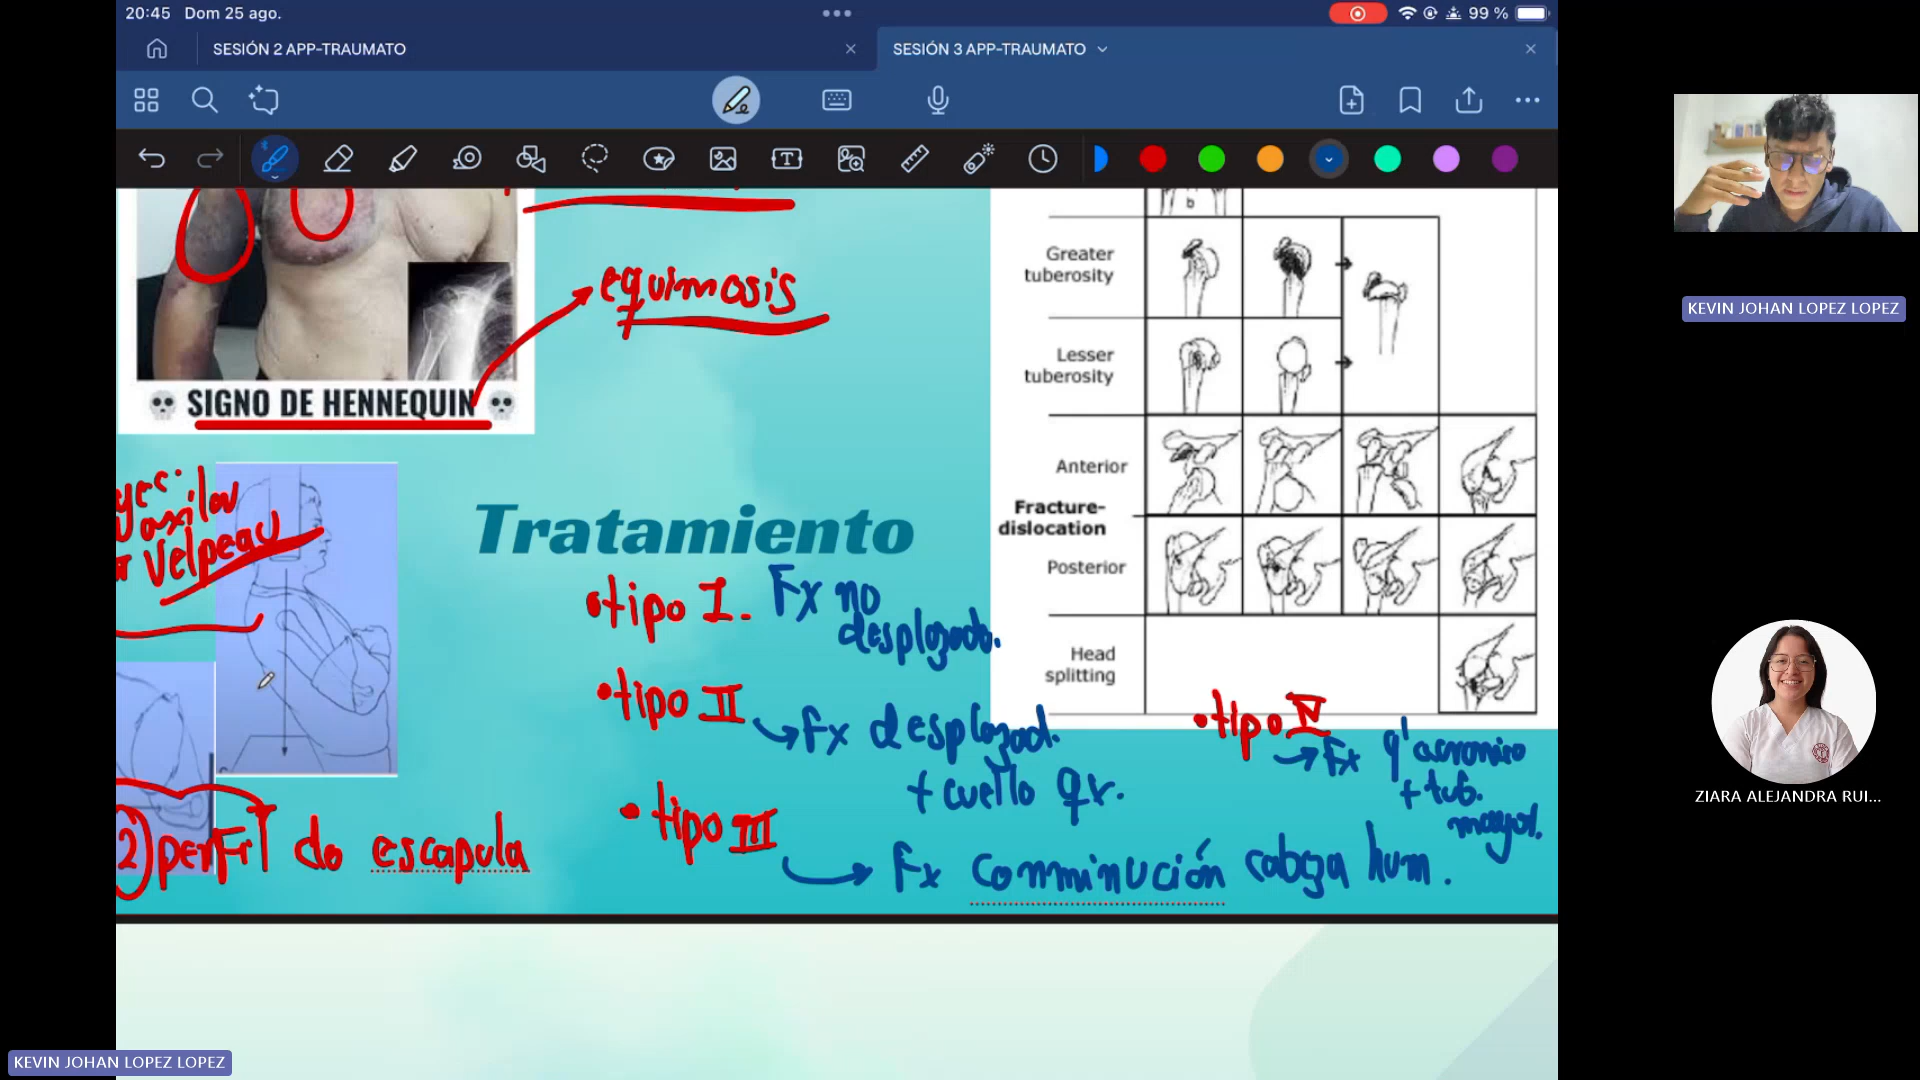 20:45 Dom 25 ago.
99 %
SESIÓN 2 APP-TRAUMATO
SESIÓN 3 APP-TRAUMATO
b
Greater
tuberosity
equimosis
Lesser
tuberosity
SIGNO DE HENNEQUIN
Anterior
Fracture-
dislocation
Posterior
Head
splitting
axilar
Velpeau
Tratamiento
•tipo I. Fx no
desplazada.
•tipo II
Fx desplazad.
+ cuello qx.
•tipo IV
Fx q' acromio
+ tub.
mayor.
• tipo III
Fx conminución cabeza hum.
2) perfil do escapula
KEVIN JOHAN LOPEZ LOPEZ
ZIARA ALEJANDRA RUI...
KEVIN JOHAN LOPEZ LOPEZ